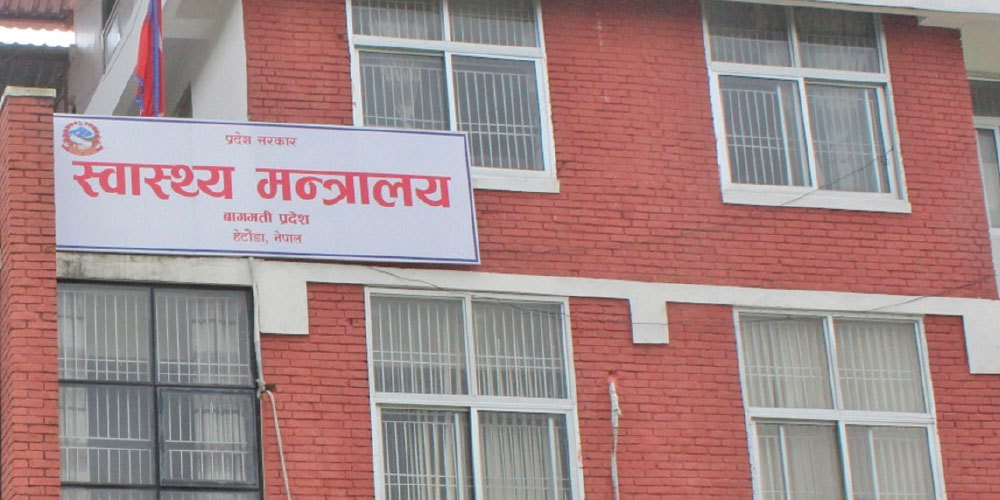 प्रदेश सरकार
स्वास्थ्य मन्त्रालय
बागमती प्रदेश
हेटौडा, नेपाल